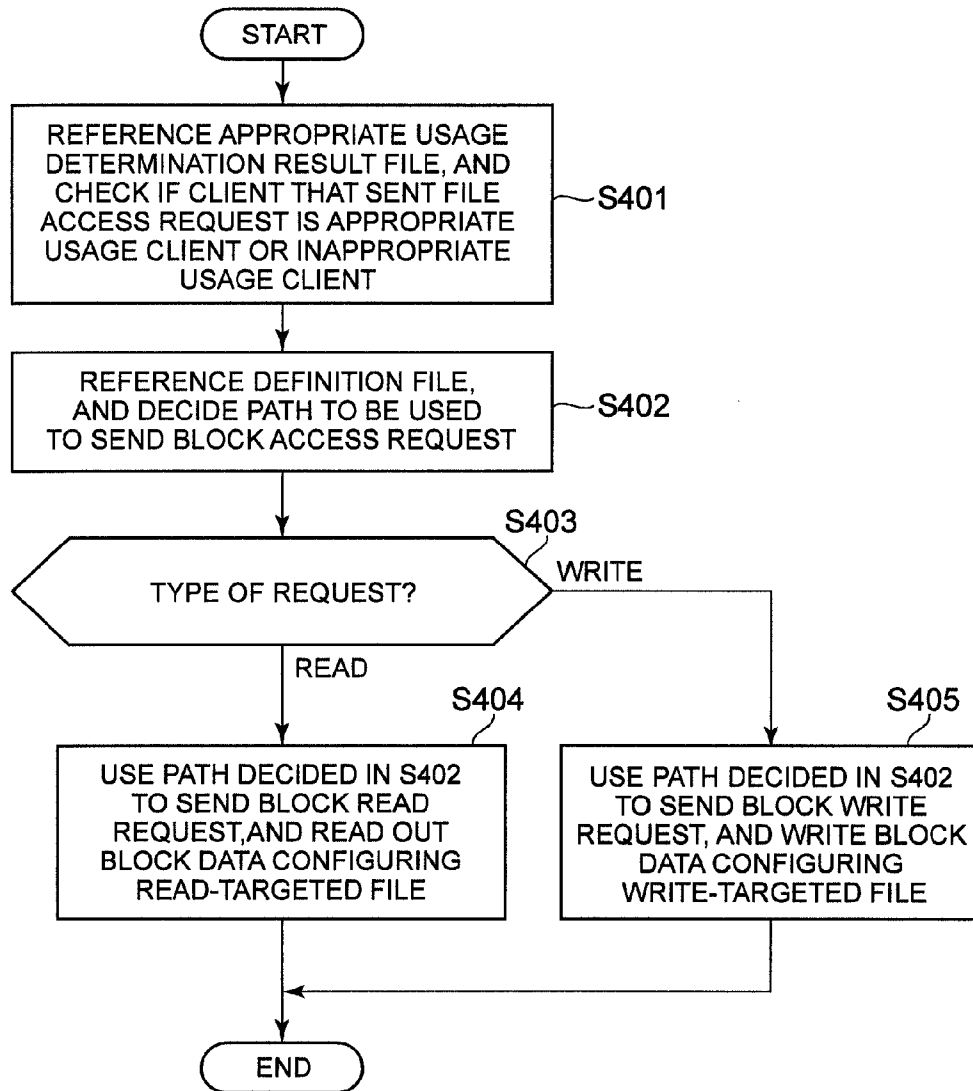 START
REFERENCE APPROPRIATE USAGE
DETERMINATION RESULT FILE, AND
CHECK IF CLIENT THAT SENT FILE
ACCESS REQUEST IS APPROPRIATE
USAGE CLIENT OR INAPPROPRIATE
USAGE CLIENT
S401
REFERENCE DEFINITION FILE,
AND DECIDE PATH TO BE USED
TO SEND BLOCK ACCESS REQUEST
S402
S403
TYPE OF REQUEST?
WRITE
READ
S404
USE PATH DECIDED IN S402
TO SEND BLOCK READ
REQUEST,AND READ OUT
BLOCK DATA CONFIGURING
READ-TARGETED FILE
S405
USE PATH DECIDED IN S402
TO SEND BLOCK WRITE
REQUEST, AND WRITE BLOCK
DATA CONFIGURING
WRITE-TARGETED FILE
END